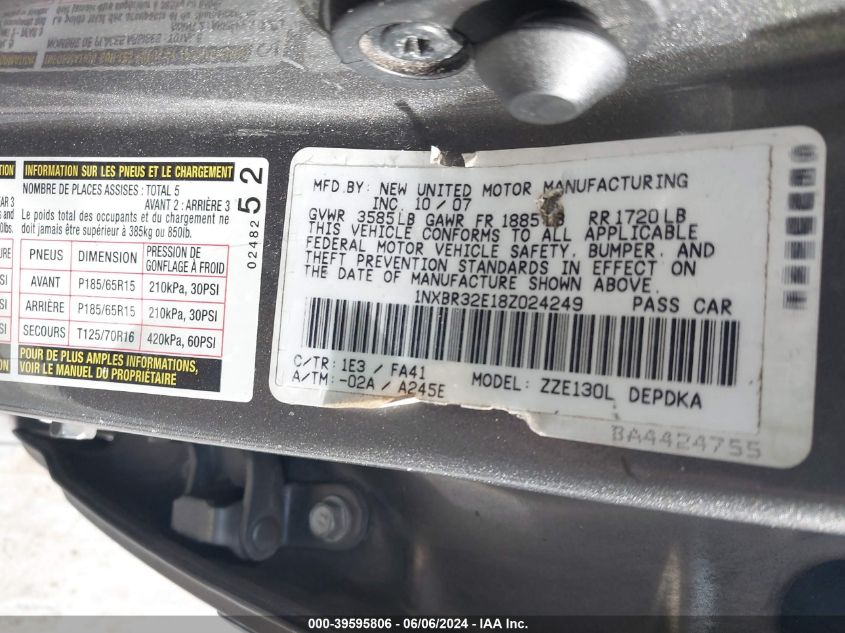 TION
INFORMATION SUR LES PNEUS ET LE CHARGEMENT
NOMBRE DE PLACES ASSISES : TOTAL 5
AVANT 2 : ARRIÈRE 3
Le poids total des occupants et du chargement ne
doit jamais être supérieur à 385kg ou 850lb.
PNEUS DIMENSION PRESSION DE GONFLAGE À FROID
AVANT P185/65R15 210kPa, 30PSI
ARRIÈRE P185/65R15 210kPa, 30PSI
SECOURS T125/70R16 420kPa, 60PSI
POUR DE PLUS AMPLES INFORMATIONS,
VOIR LE MANUEL DU PROPRIÉTAIRE
02482 52
MFD.BY: NEW UNITED MOTOR MANUFACTURING
INC. 10 / 07
GVWR 3585LB GAWR FR 1885 RR1720LB
THIS VEHICLE CONFORMS TO ALL APPLICABLE
FEDERAL MOTOR VEHICLE SAFETY, BUMPER, AND
THEFT PREVENTION STANDARDS IN EFFECT ON
THE DATE OF MANUFACTURE SHOWN ABOVE.
1NXBR32E18Z024249 PASS CAR
C/TR: 1E3 / FA41
A/TM: -02A / A245E MODEL: ZZE130L DEPDKA
BA4424755
000-39595806 - 06/06/2024 - IAA Inc.